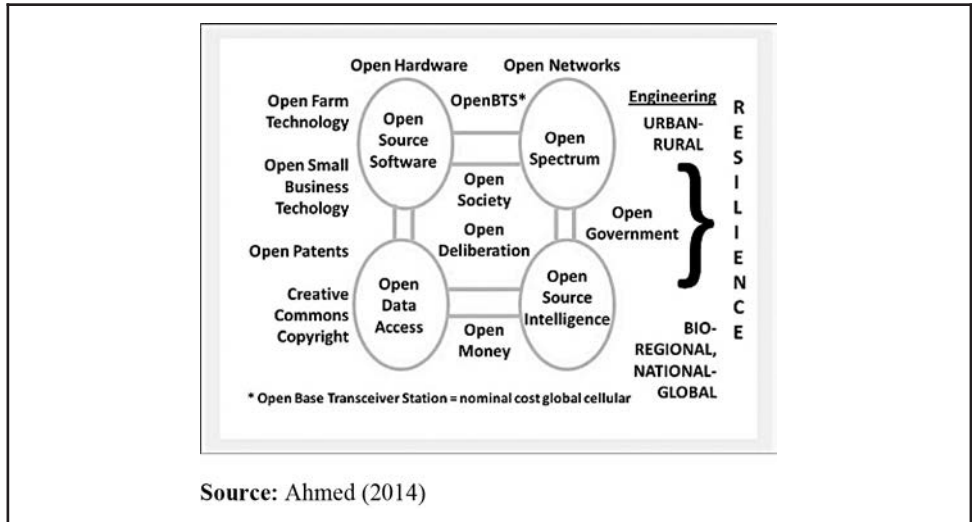 Open Hardware
Open Networks
Open Farm
Technology
OpenBTS*
Engineering
URBAN-
RURAL
Open
Source
Software
Open
Spectrum
Open Small
Business
Techology
Open
Society
Open
Government
Open
Deliberation
Open Patents
Open
Data
Access
Open
Source
Intelligence
Creative
Commons
Copyright
Open
Money
BIO-
REGIONAL,
NATIONAL-
GLOBAL
R
E
S
I
L
I
E
N
C
E
* Open Base Transceiver Station = nominal cost global cellular
Source: Ahmed (2014)